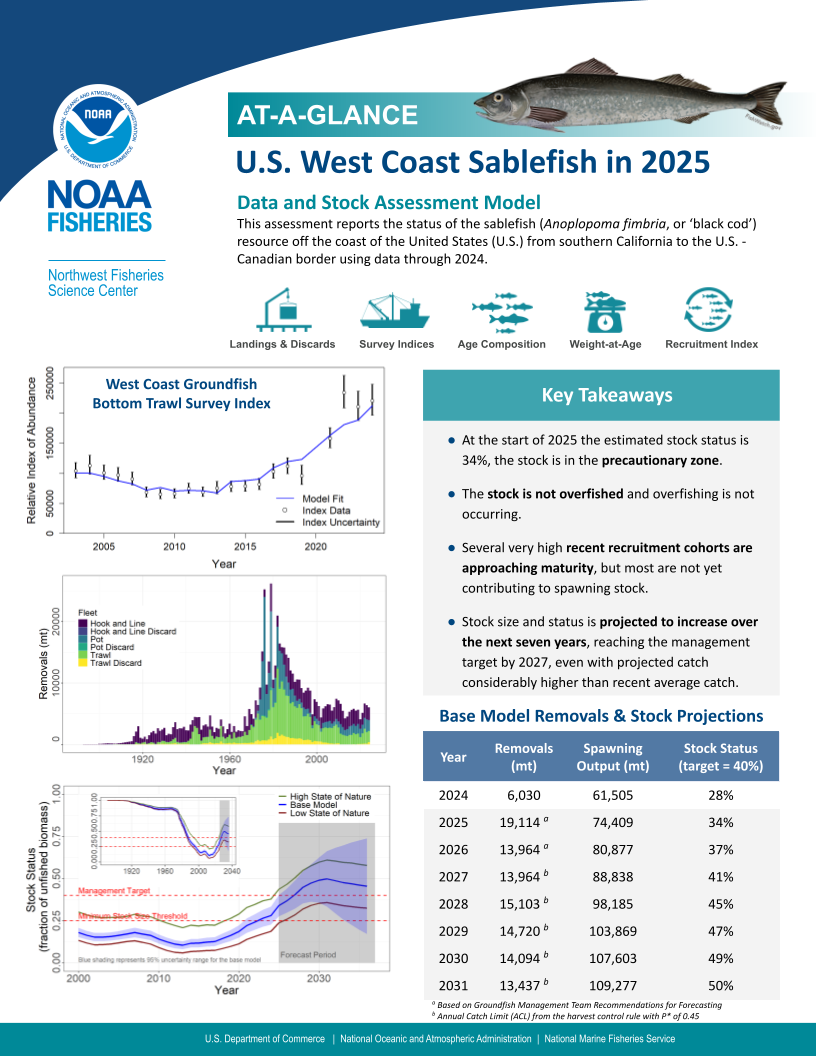 NATIONAL OCEANIC AND ATMOSPHERIC ADMINISTRATION
NOAA
U.S. DEPARTMENT OF COMMERCE
NOAA
FISHERIES
Northwest Fisheries
Science Center
AT-A-GLANCE
U.S. West Coast Sablefish in 2025
Data and Stock Assessment Model
This assessment reports the status of the sablefish (Anoplopoma fimbria, or ‘black cod’)
resource off the coast of the United States (U.S.) from southern California to the U.S. -
Canadian border using data through 2024.
Landings & Discards
Survey Indices
Age Composition
Weight-at-Age
Recruitment Index
West Coast Groundfish
Bottom Trawl Survey Index
Relative Index of Abundance
250000
150000
50000
0
Model Fit
Index Data
Index Uncertainty
2005 2010 2015 2020
Year
Removals (mt)
20000
10000
0
Fleet
Hook and Line
Hook and Line Discard
Pot
Pot Discard
Trawl
Trawl Discard
1920 1960 2000
Year
Stock Status
(fraction of unfished biomass)
1.00
0.75
0.50
0.25
0.00
1.00
0.75
0.50
0.25
0.00
1920 1960 2000 2040
High State of Nature
Base Model
Low State of Nature
Management Target
Minimum Stock Size Threshold
Forecast Period
Blue shading represents 95% uncertainty range for the base model
2000 2010 2020 2030
Year
Key Takeaways
● At the start of 2025 the estimated stock status is
34%, the stock is in the precautionary zone.
● The stock is not overfished and overfishing is not
occurring.
● Several very high recent recruitment cohorts are
approaching maturity, but most are not yet
contributing to spawning stock.
● Stock size and status is projected to increase over
the next seven years, reaching the management
target by 2027, even with projected catch
considerably higher than recent average catch.
Base Model Removals & Stock Projections
Year Removals (mt) Spawning Output (mt) Stock Status (target = 40%)
2024 6,030 61,505 28%
2025 19,114 a 74,409 34%
2026 13,964 a 80,877 37%
2027 13,964 b 88,838 41%
2028 15,103 b 98,185 45%
2029 14,720 b 103,869 47%
2030 14,094 b 107,603 49%
2031 13,437 b 109,277 50%
a Based on Groundfish Management Team Recommendations for Forecasting
b Annual Catch Limit (ACL) from the harvest control rule with P* of 0.45
U.S. Department of Commerce | National Oceanic and Atmospheric Administration | National Marine Fisheries Service